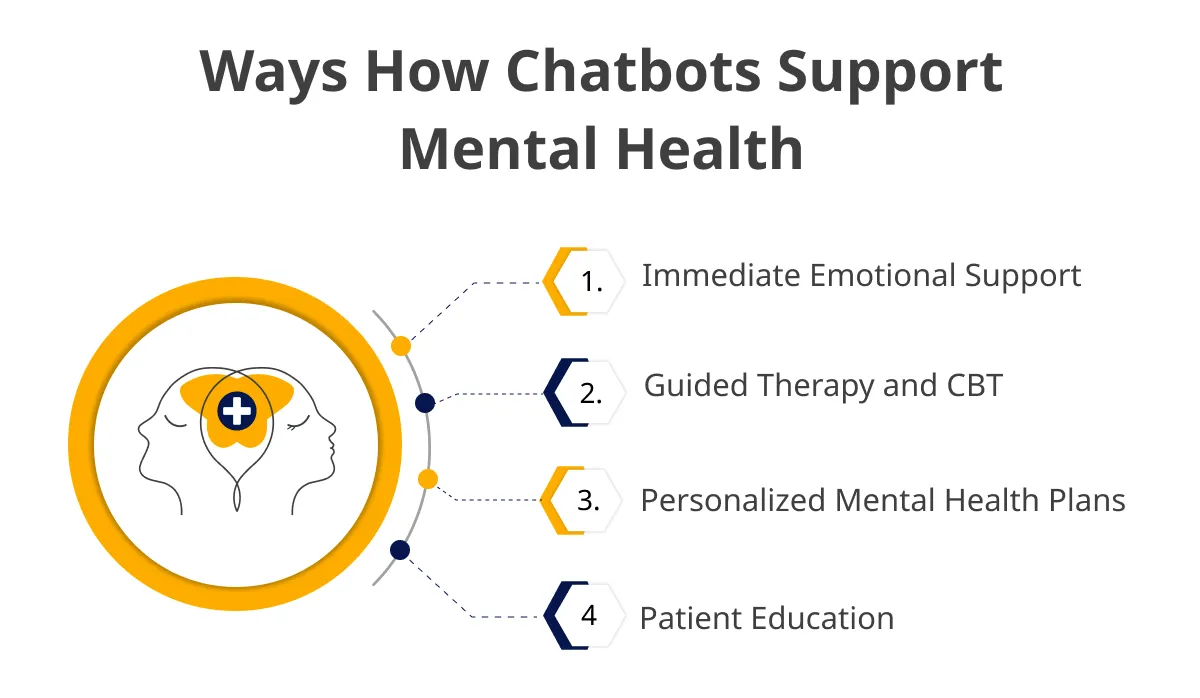 Ways How Chatbots Support
Mental Health
1. Immediate Emotional Support
2. Guided Therapy and CBT
3. Personalized Mental Health Plans
4 Patient Education